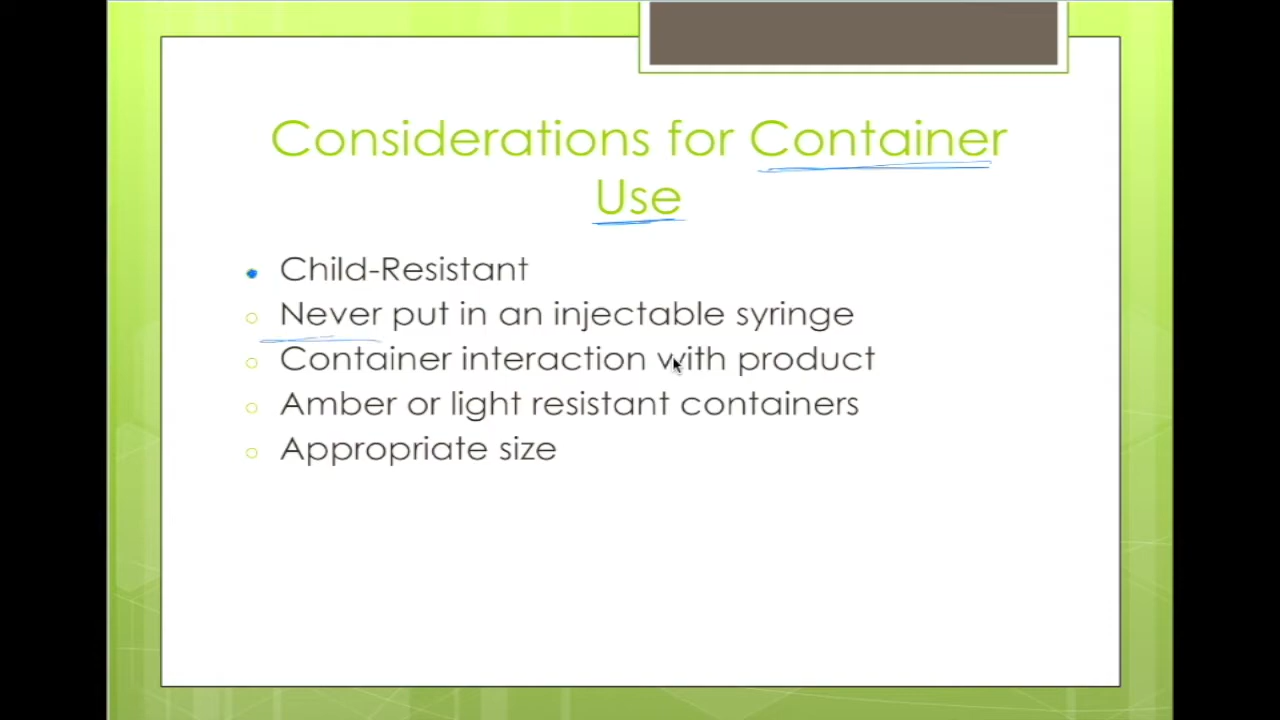 Considerations for Container
Use
Child-Resistant
Never put in an injectable syringe
Container interaction with product
Amber or light resistant containers
Appropriate size